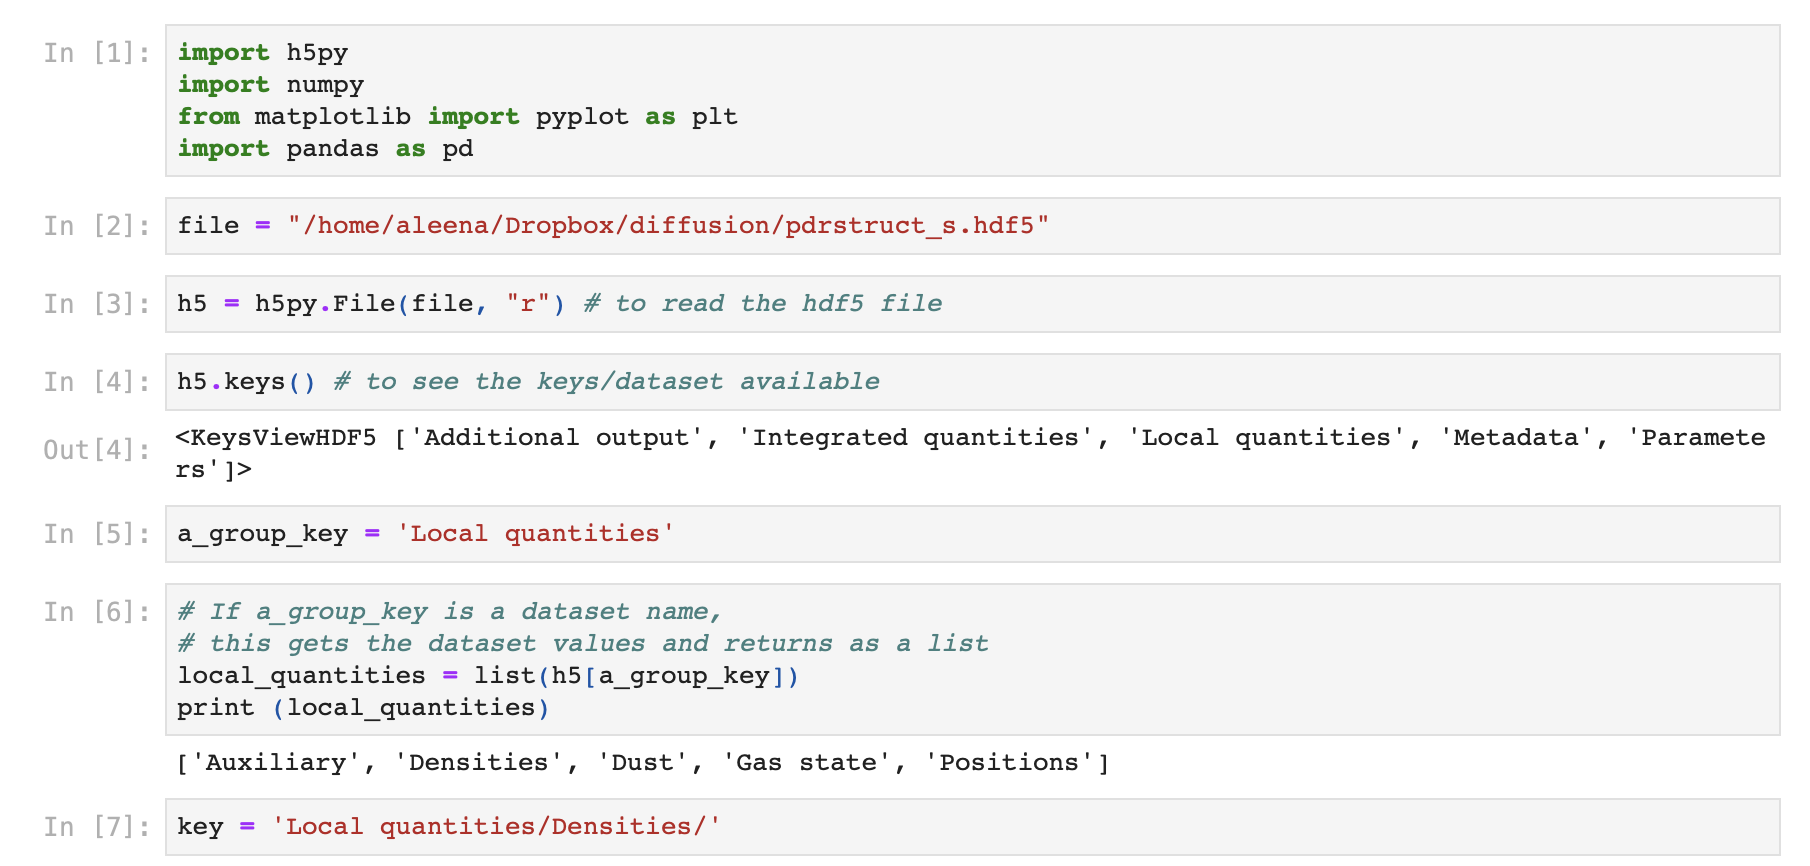 In [1]: import h5py
import numpy
from matplotlib import pyplot as plt
import pandas as pd
In [2]: file = "/home/aleena/Dropbox/diffusion/pdrstruct_s.hdf5"
In [3]: h5 = h5py.File(file, "r") # to read the hdf5 file
In [4]: h5.keys() # to see the keys/dataset available
Out[4]: <KeysViewHDF5 ['Additional output', 'Integrated quantities', 'Local quantities', 'Metadata', 'Paramete
rs']>
In [5]: a_group_key = 'Local quantities'
In [6]: # If a_group_key is a dataset name,
# this gets the dataset values and returns as a list
local_quantities = list(h5[a_group_key])
print (local_quantities)
['Auxiliary', 'Densities', 'Dust', 'Gas state', 'Positions']
In [7]: key = 'Local quantities/Densities/'